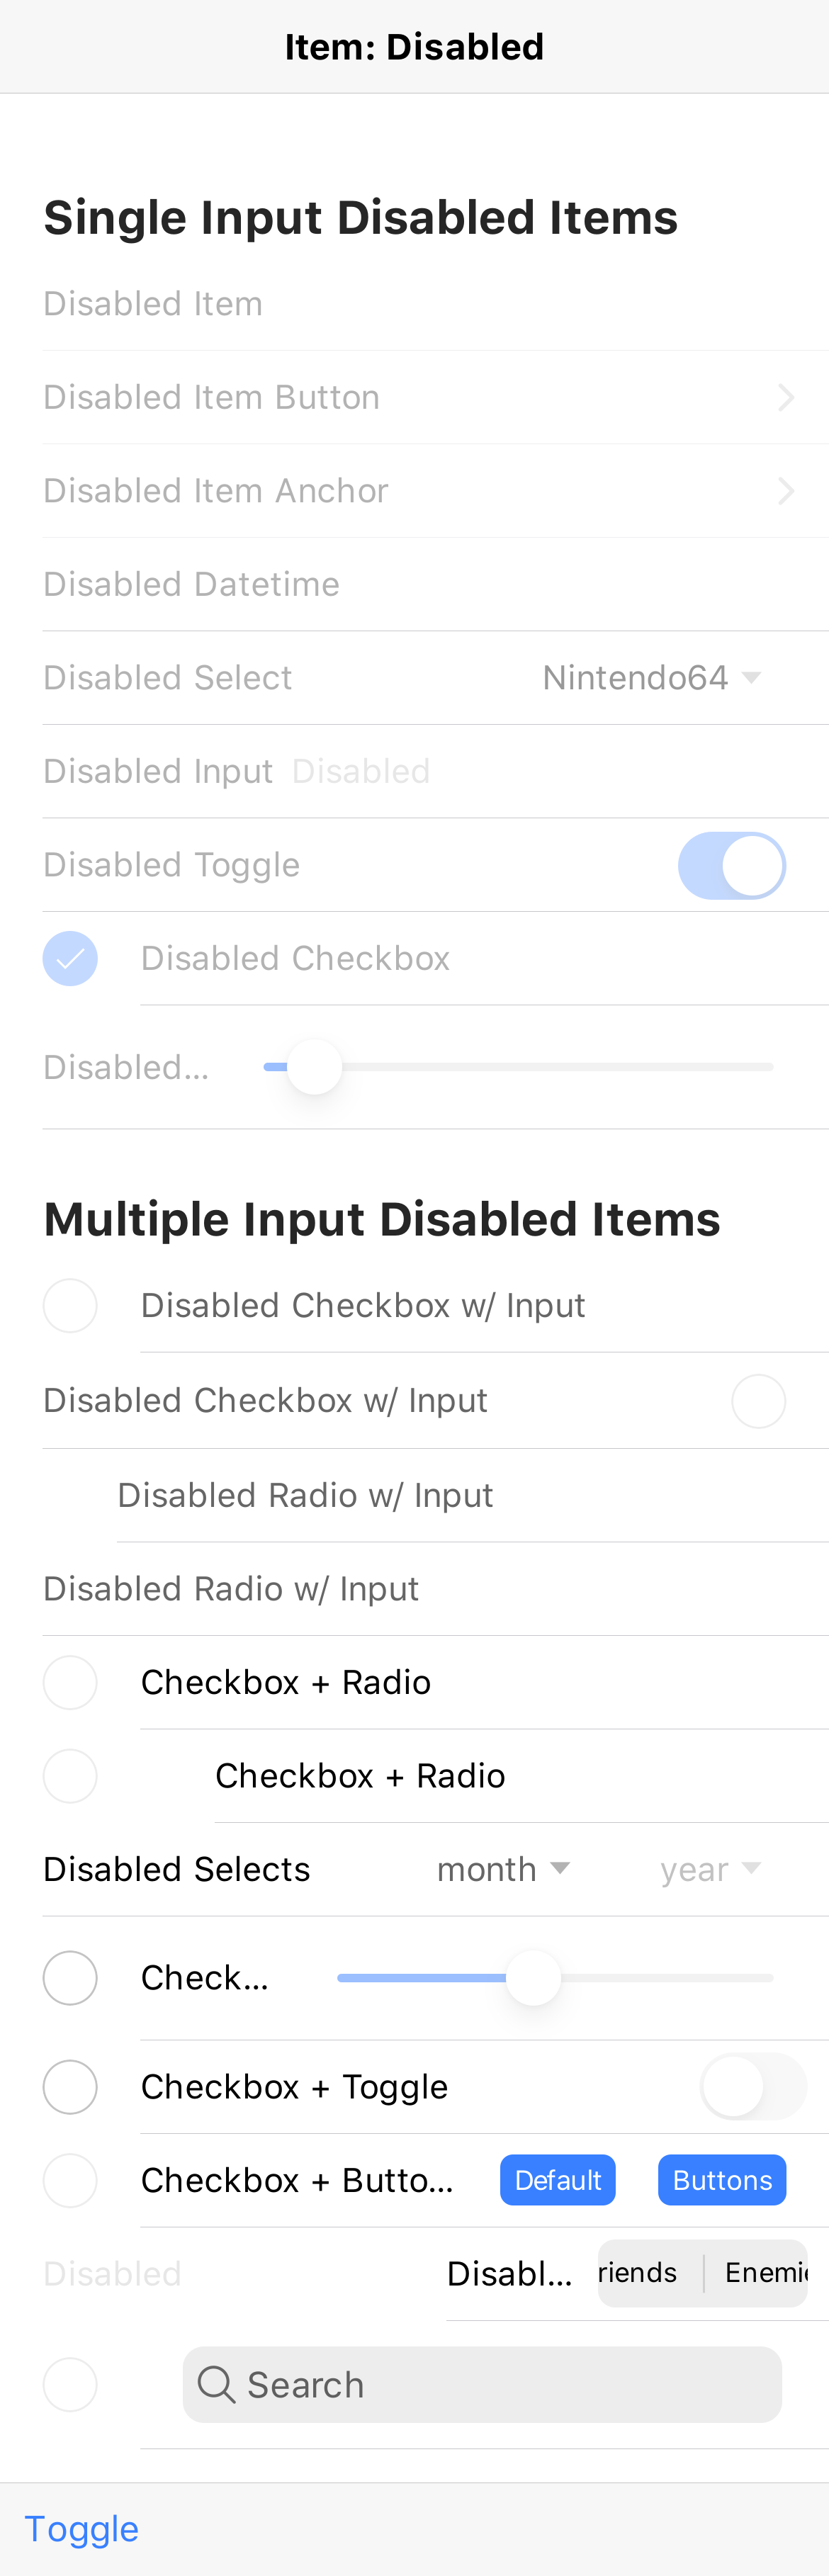 Item: Disabled
Single Input Disabled Items
Disabled Item
Disabled Item Button
Disabled Item Anchor
Disabled Datetime
Disabled Select Nintendo64
Disabled Input Disabled
Disabled Toggle
Disabled Checkbox
Disabled...
Multiple Input Disabled Items
Disabled Checkbox w/ Input
Disabled Checkbox w/ Input
Disabled Radio w/ Input
Disabled Radio w/ Input
Checkbox + Radio
Checkbox + Radio
Disabled Selects month year
Check...
Checkbox + Toggle
Checkbox + Butto... Default Buttons
Disabled Disabl... riends Enemie
Search
Toggle